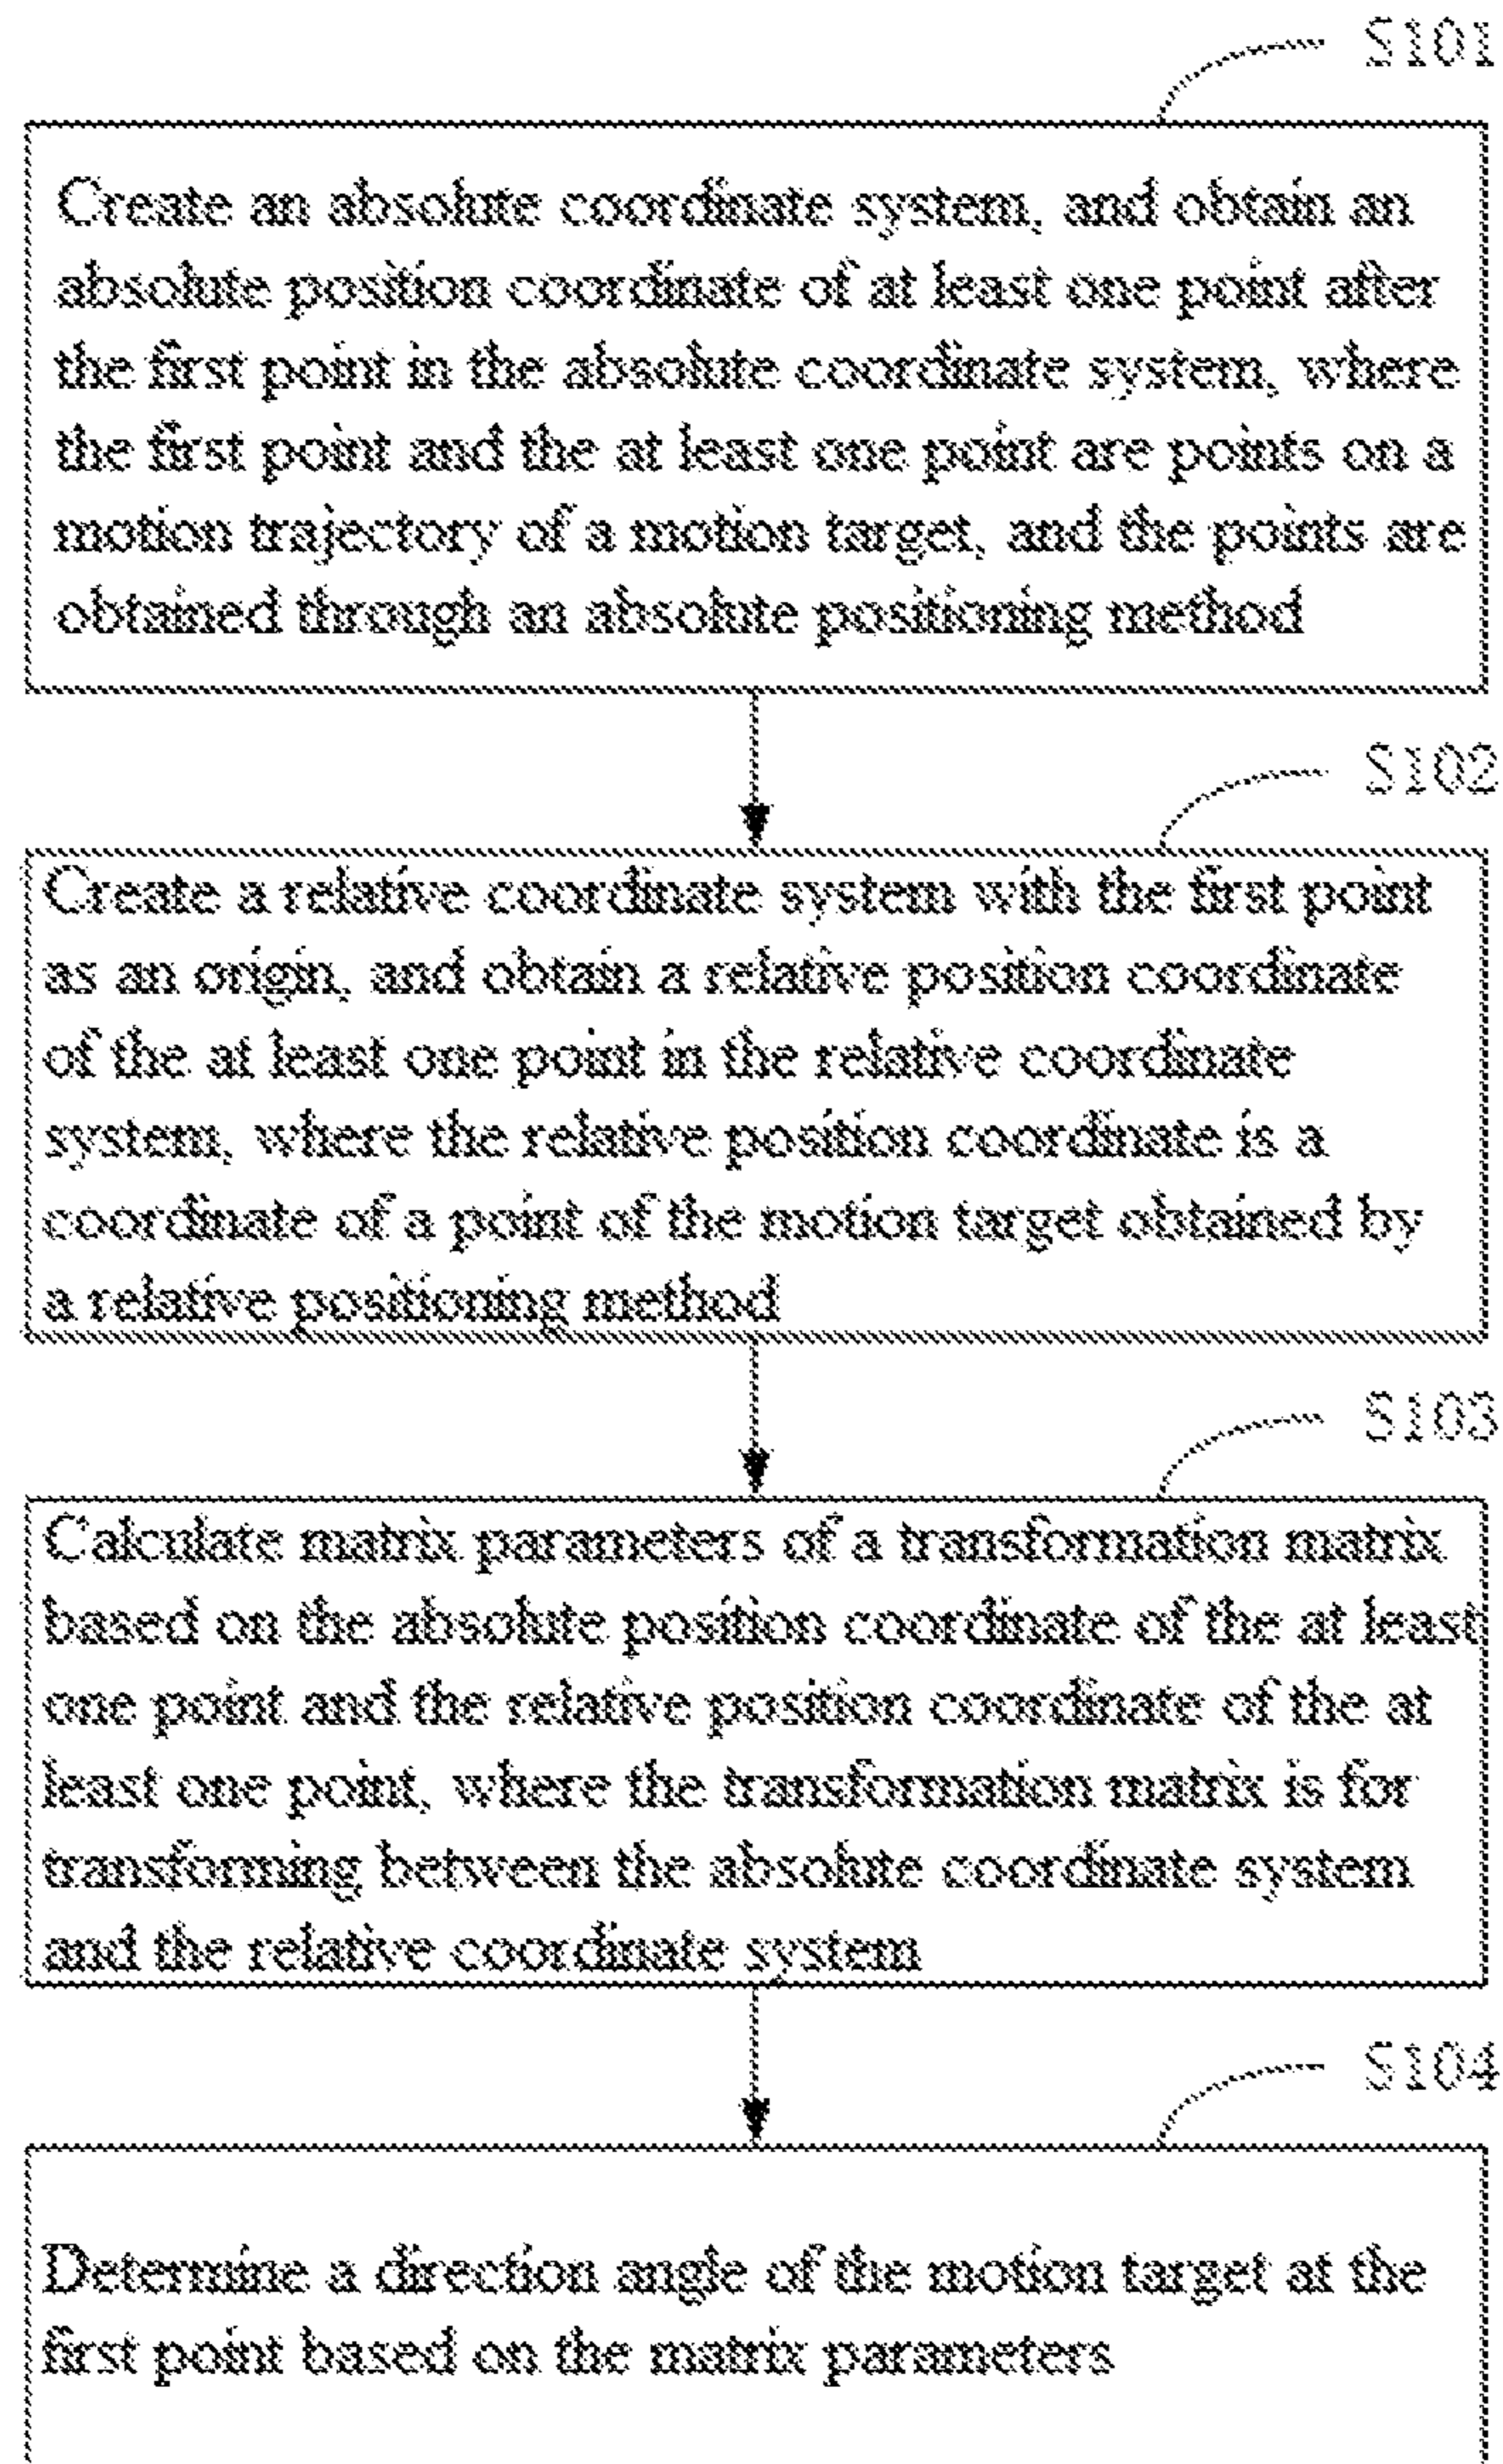 S101
Create an absolute coordinate system, and obtain an
absolute position coordinate of at least one point after
the first point in the absolute coordinate system, where
the first point and the at least one point are points on a
motion trajectory of a motion target, and the points are
obtained through an absolute positioning method
S102
Create a relative coordinate system with the first point
as an origin, and obtain a relative position coordinate
of the at least one point in the relative coordinate
system, where the relative position coordinate is a
coordinate of a point of the motion target obtained by
a relative positioning method
S103
Calculate matrix parameters of a transformation matrix
based on the absolute position coordinate of the at least
one point and the relative position coordinate of the at
least one point, where the transformation matrix is for
transforming between the absolute coordinate system
and the relative coordinate system
S104
Determine a direction angle of the motion target at the
first point based on the matrix parameters